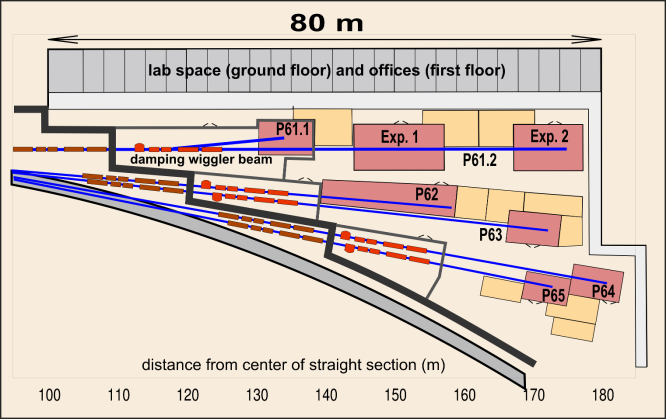 80 m
lab space (ground floor) and offices (first floor)
P61.1
Exp. 1
Exp. 2
damping wiggler beam
P61.2
P62
P63
P65
P64
distance from center of straight section (m)
100 110 120 130 140 150 160 170 180